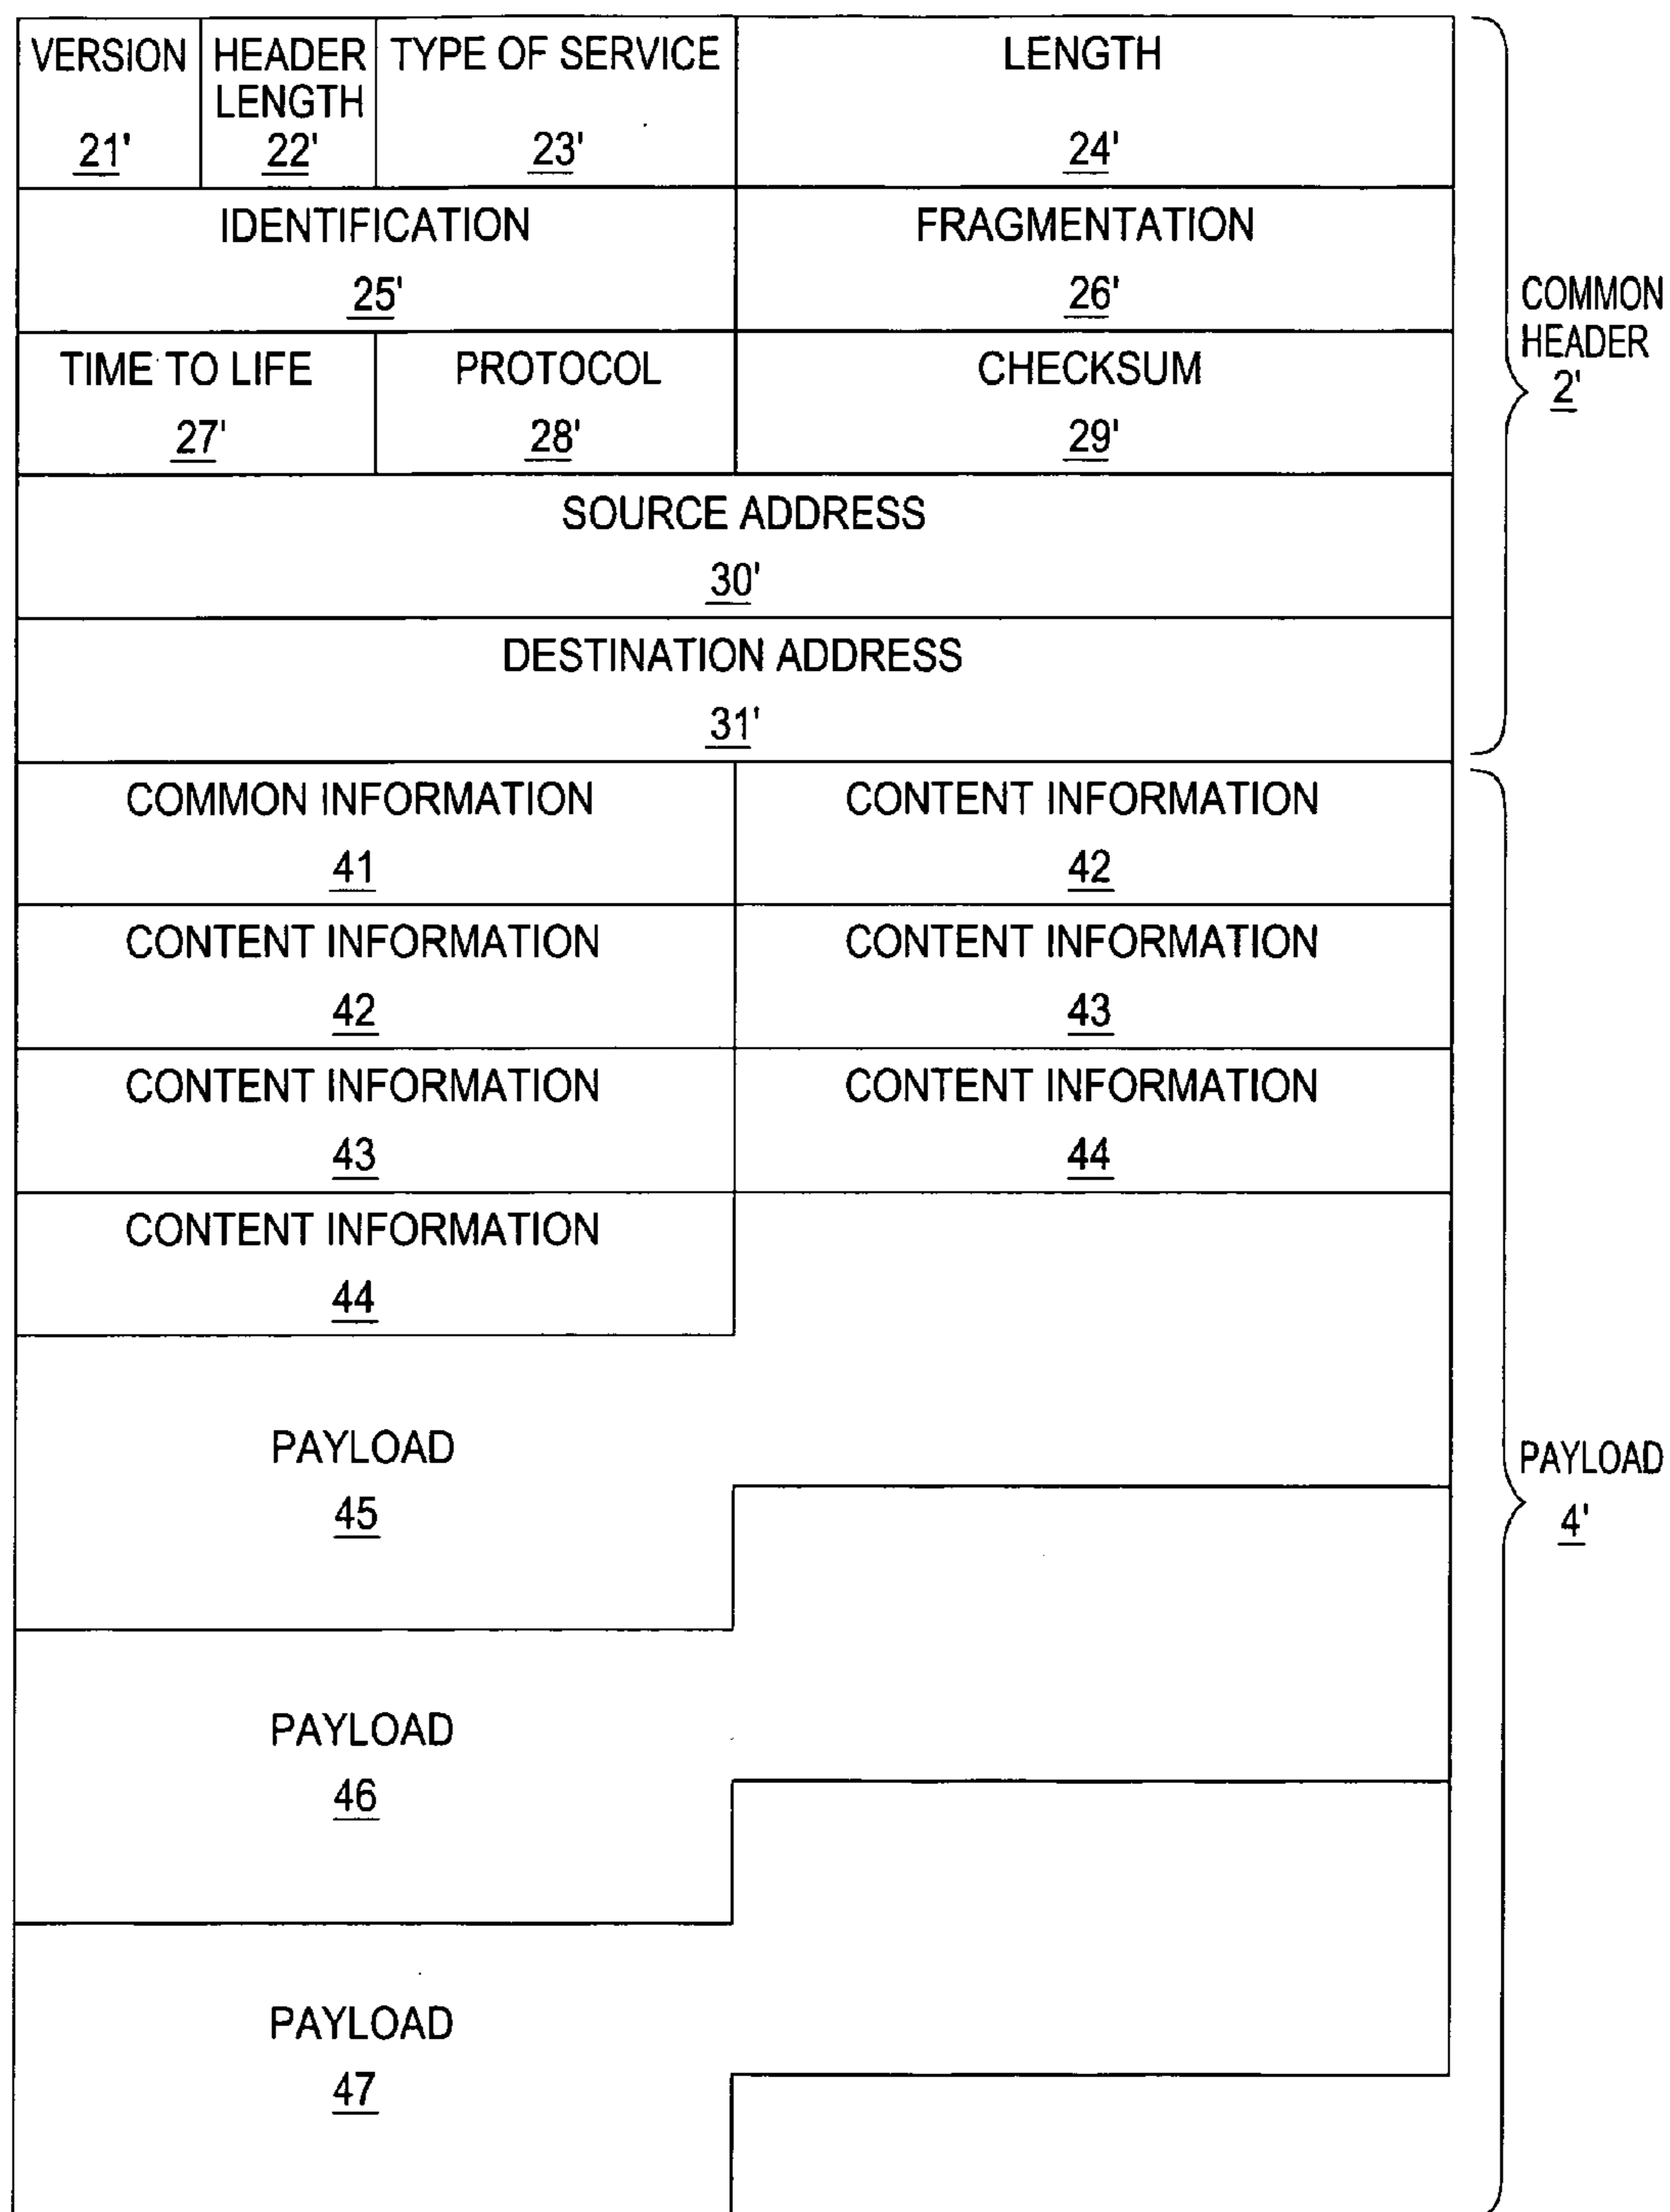 VERSION
21'
HEADER
LENGTH
22'
TYPE OF SERVICE
23'
LENGTH
24'
IDENTIFICATION
25'
FRAGMENTATION
26'
TIME TO LIFE
27'
PROTOCOL
28'
CHECKSUM
29'
SOURCE ADDRESS
30'
DESTINATION ADDRESS
31'
COMMON
HEADER
2'
COMMON INFORMATION
41
CONTENT INFORMATION
42
CONTENT INFORMATION
42
CONTENT INFORMATION
43
CONTENT INFORMATION
43
CONTENT INFORMATION
44
CONTENT INFORMATION
44
PAYLOAD
45
PAYLOAD
46
PAYLOAD
47
PAYLOAD
4'